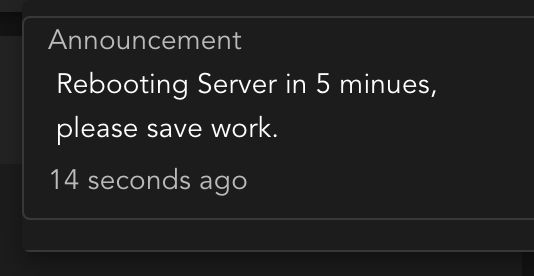 Announcement
Rebooting Server in 5 minues,
please save work.
14 seconds ago